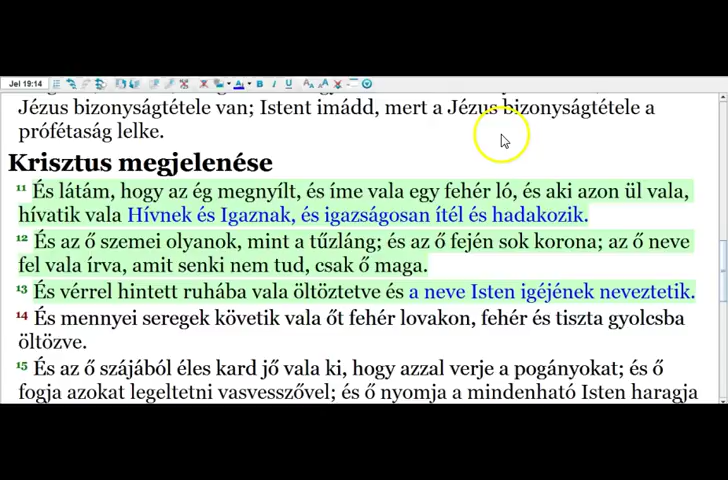 Jel 19:14
Jézus bizonyságtétele van; Istent imádd, mert a Jézus bizonyságtétele a
prófétaság lelke.
Krisztus megjelenése
11 És látám, hogy az ég megnyílt, és íme vala egy fehér ló, és aki azon ül vala,
hívatik vala Hívnek és Igaznak, és igazságosan ítél és hadakozik.
12 És az ő szemei olyanok, mint a tűzláng; és az ő fején sok korona; az ő neve
fel vala írva, amit senki nem tud, csak ő maga.
13 És vérrel hintett ruhába vala öltöztetve és a neve Isten igéjének neveztetik.
14 És mennyei seregek követik vala őt fehér lovakon, fehér és tiszta gyolcsba
öltözve.
15 És az ő szájából éles kard jő vala ki, hogy azzal verje a pogányokat; és ő
fogja azokat legeltetni vasvesszővel; és ő nyomja a mindenható Isten haragja